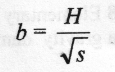 b = H / √s